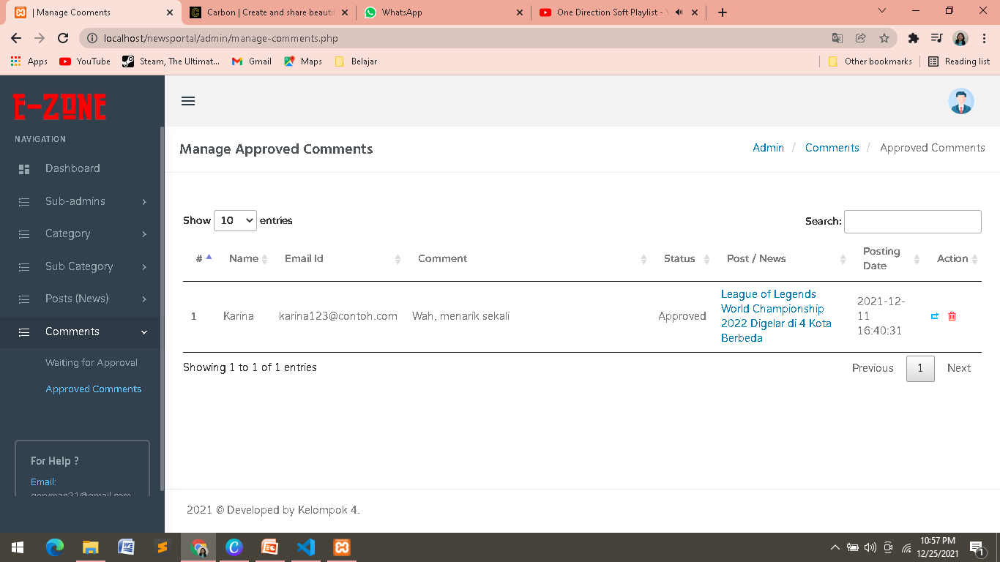 | Manage Coomments
Carbon | Create and share beautif
WhatsApp
One Direction Soft Playlist - Y
localhost/newsportal/admin/manage-comments.php
Apps
YouTube
Steam, The Ultimat...
Gmail
Maps
Belajar
Other bookmarks
Reading list
E-ZONE
NAVIGATION
Dashboard
Sub-admins
Category
Sub Category
Posts (News)
Comments
Waiting for Approval
Approved Comments
For Help ?
Email:
Manage Approved Comments
Admin / Comments / Approved Comments
Show 10 entries
Search:
# Name Email Id Comment Status Post / News Posting
Date Action
1 Karina karina123@contoh.com Wah, menarik sekali Approved
League of Legends
World Championship
2022 Digelar di 4 Kota
Berbeda
2021-12-
11
16:40:31
Showing 1 to 1 of 1 entries
Previous 1 Next
2021 © Developed by Kelompok 4.
10:57 PM
12/25/2021
1